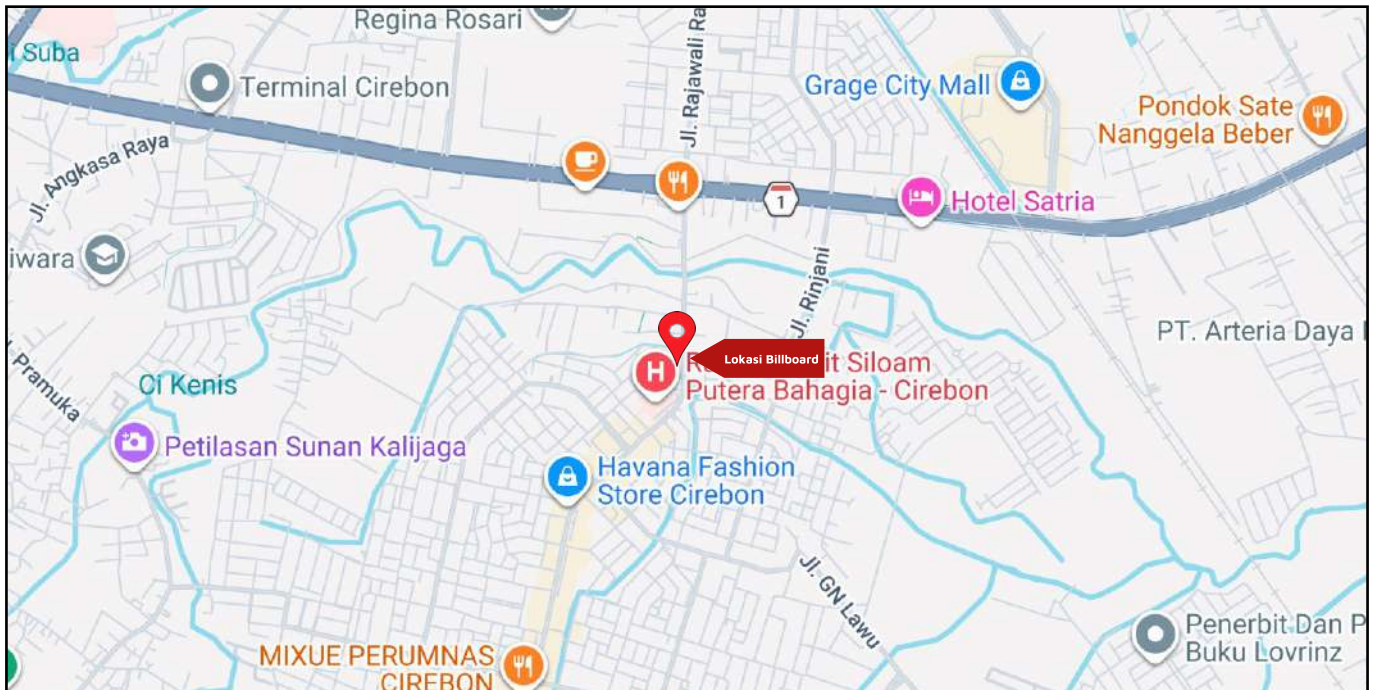 Regina Rosari
i Suba
Terminal Cirebon
Jl. Rajawali Ra
Grage City Mall
Pondok Sate
Nanggela Beber
Jl. Angkasa Raya
1
Hotel Satria
iwara
Jl. Rinjani
PT. Arteria Daya
Lokasi Billboard
it Siloam
Putera Bahagia - Cirebon
H
Pramuka
Ci Kenis
Petilasan Sunan Kalijaga
Havana Fashion
Store Cirebon
Jl. GN Lawu
Penerbit Dan P
Buku Lovrinz
MIXUE PERUMNAS
CIREBON